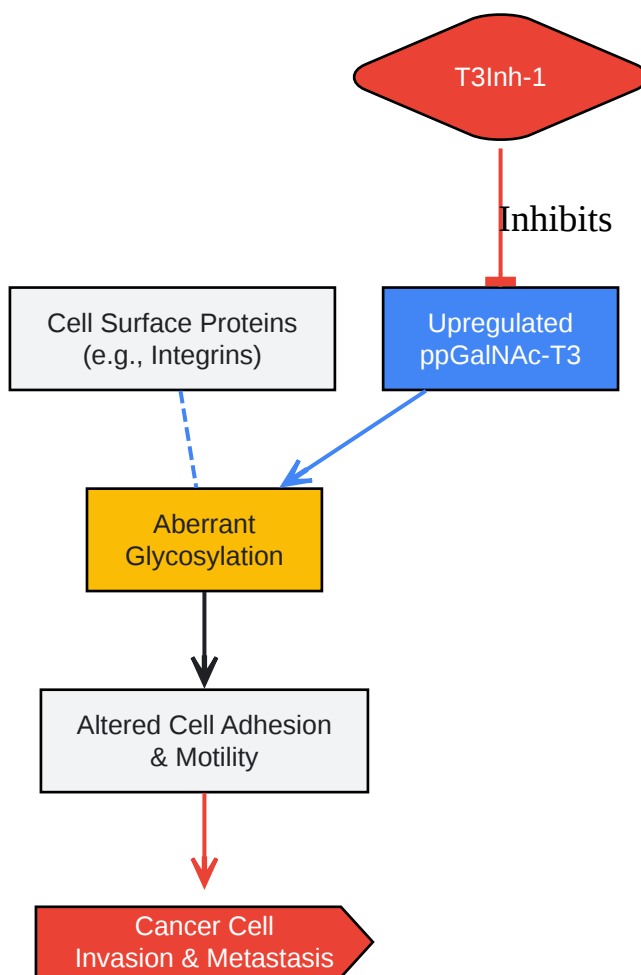 T3Inh-1
Inhibits
Cell Surface Proteins
(e.g., Integrins)
Upregulated
ppGalNAc-T3
Aberrant
Glycosylation
Altered Cell Adhesion
& Motility
Cancer Cell
Invasion & Metastasis